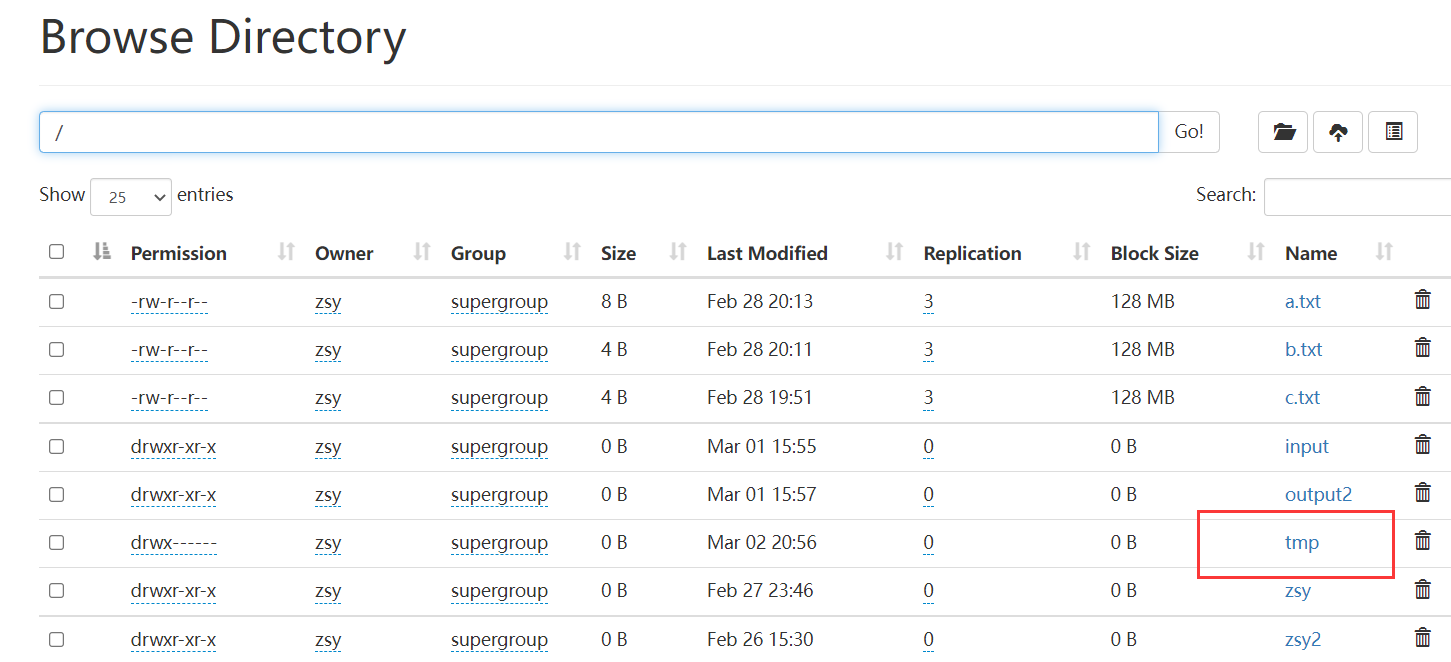 Browse Directory
/ Go!
Show 25 entries Search:
Permission Owner Group Size Last Modified Replication Block Size Name
-rw-r--r-- zsy supergroup 8 B Feb 28 20:13 3 128 MB a.txt
-rw-r--r-- zsy supergroup 4 B Feb 28 20:11 3 128 MB b.txt
-rw-r--r-- zsy supergroup 4 B Feb 28 19:51 3 128 MB c.txt
drwxr-xr-x zsy supergroup 0 B Mar 01 15:55 0 0 B input
drwxr-xr-x zsy supergroup 0 B Mar 01 15:57 0 0 B output2
drwx------ zsy supergroup 0 B Mar 02 20:56 0 0 B tmp
drwxr-xr-x zsy supergroup 0 B Feb 27 23:46 0 0 B zsy
drwxr-xr-x zsy supergroup 0 B Feb 26 15:30 0 0 B zsy2